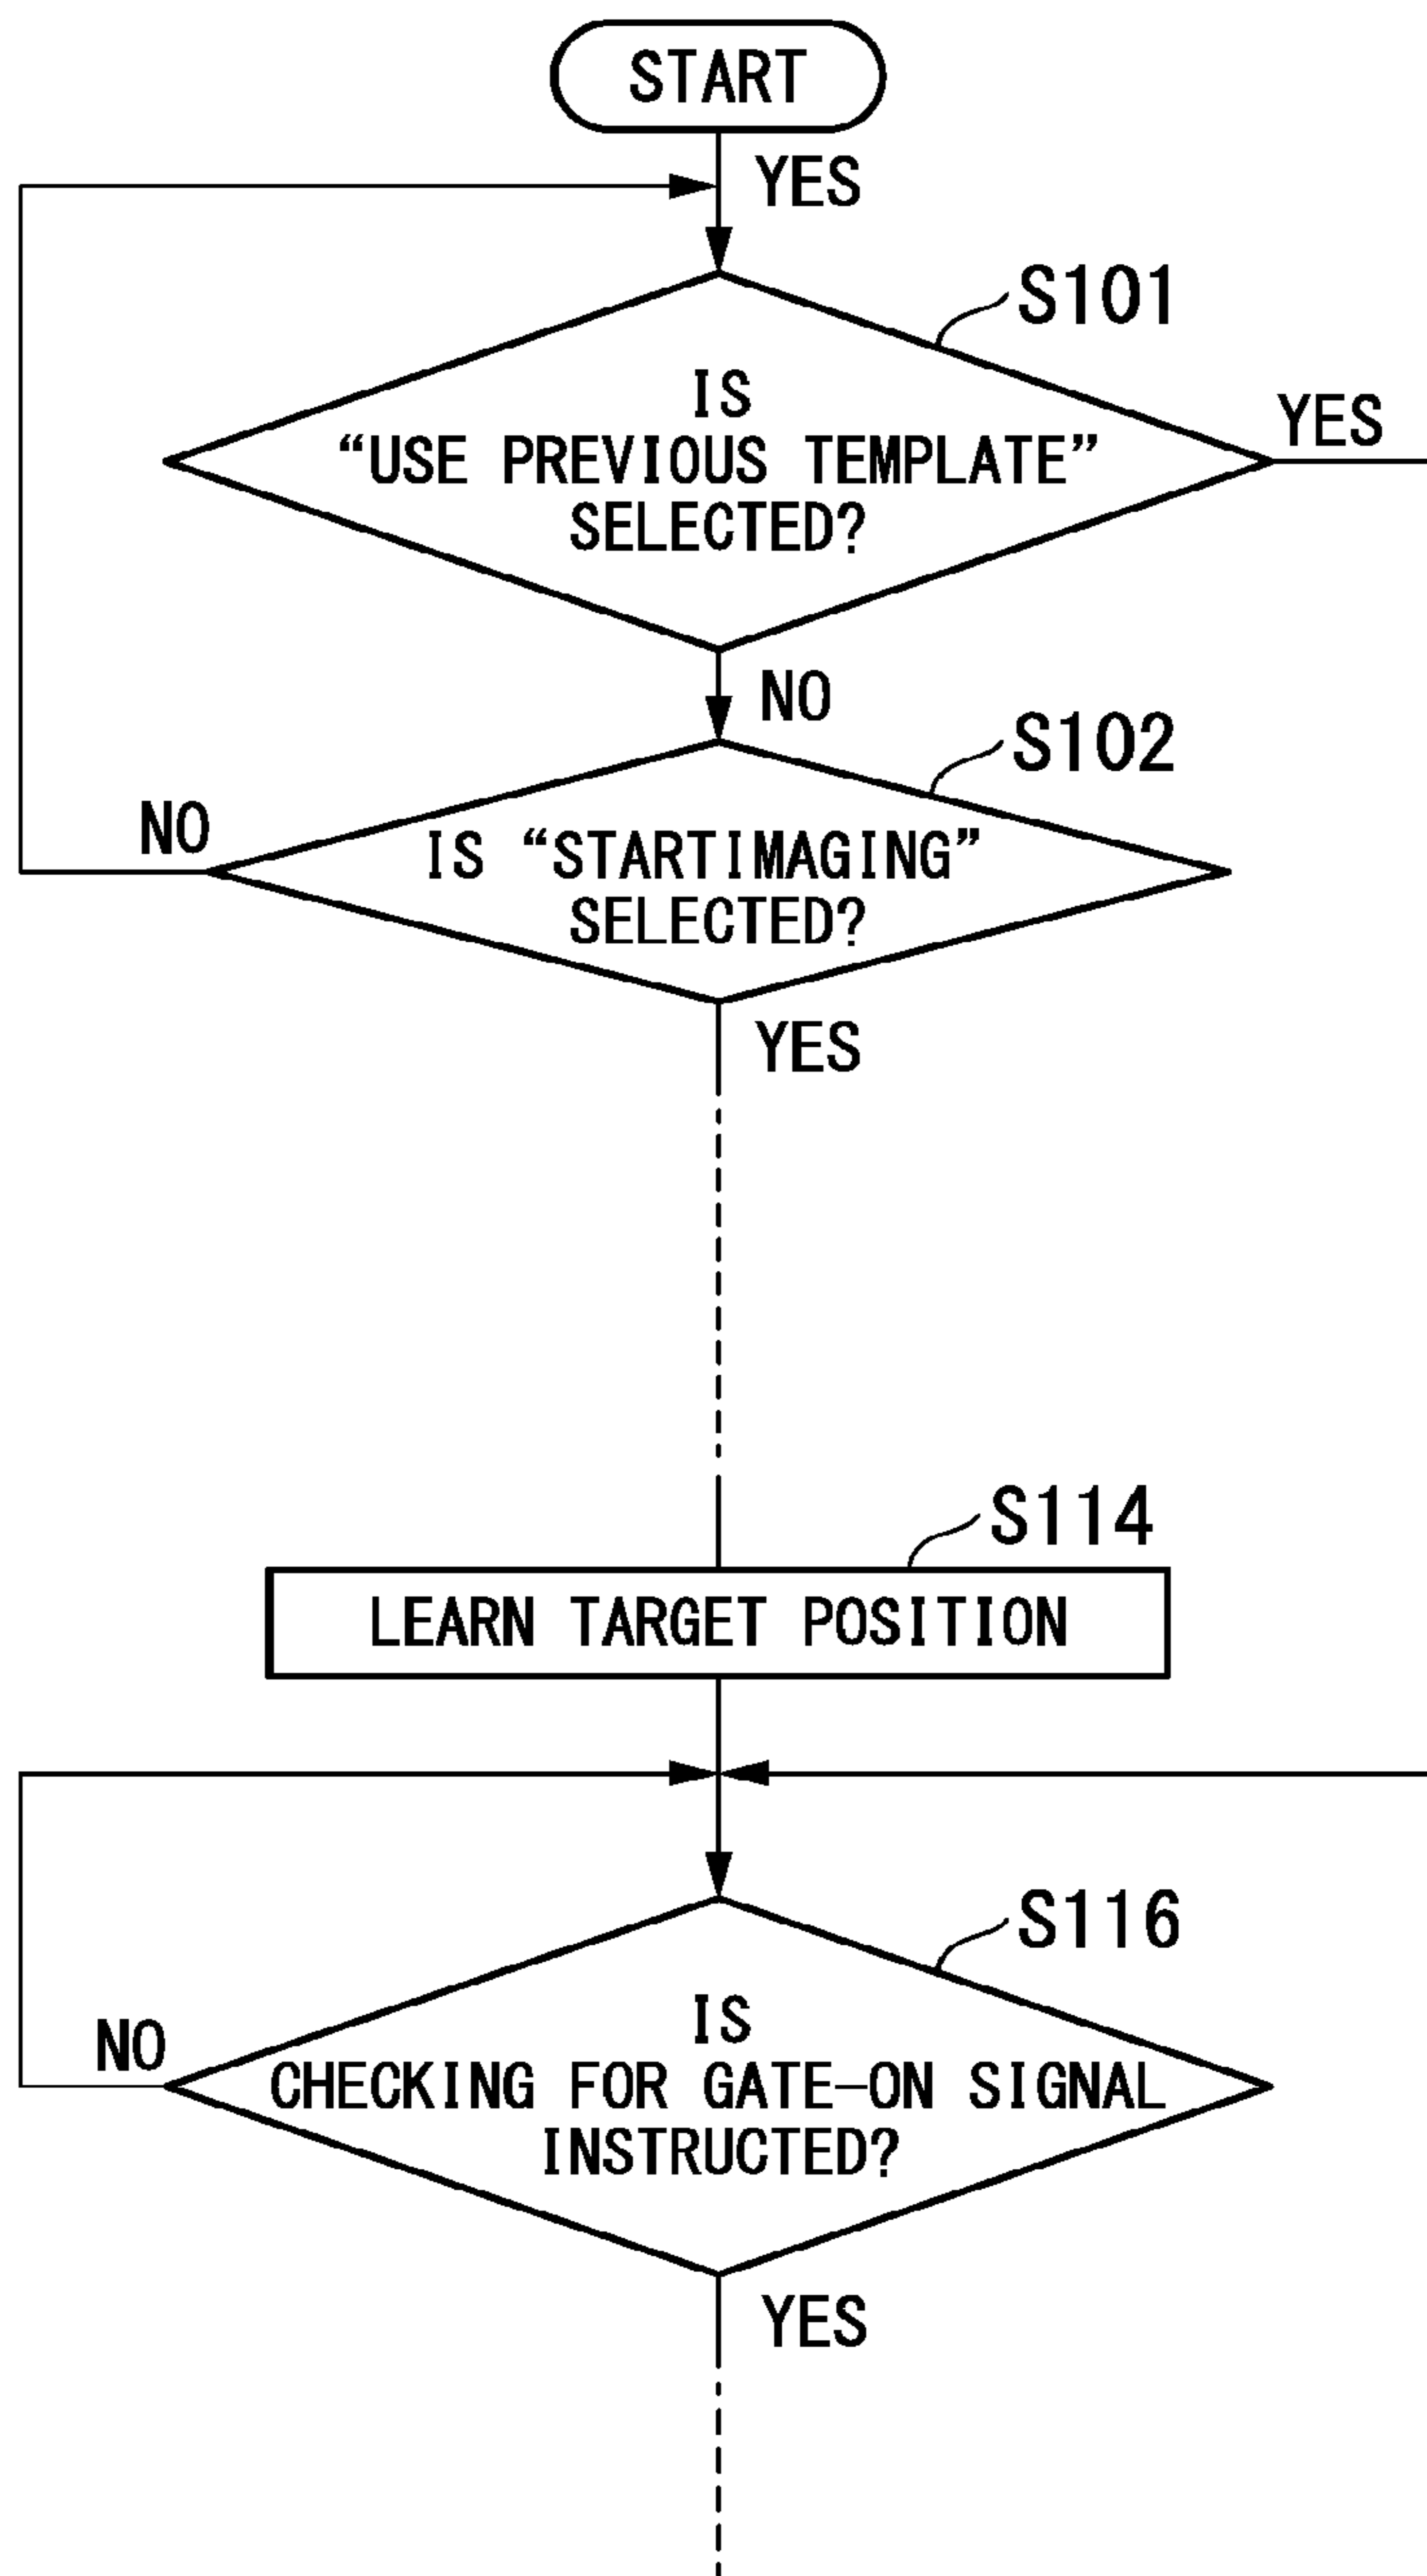 START
YES
S101
IS
“USE PREVIOUS TEMPLATE”
SELECTED?
YES
NO
S102
NO
IS “STARTIMAGING”
SELECTED?
YES
S114
LEARN TARGET POSITION
S116
IS
CHECKING FOR GATE-ON SIGNAL
INSTRUCTED?
NO
YES